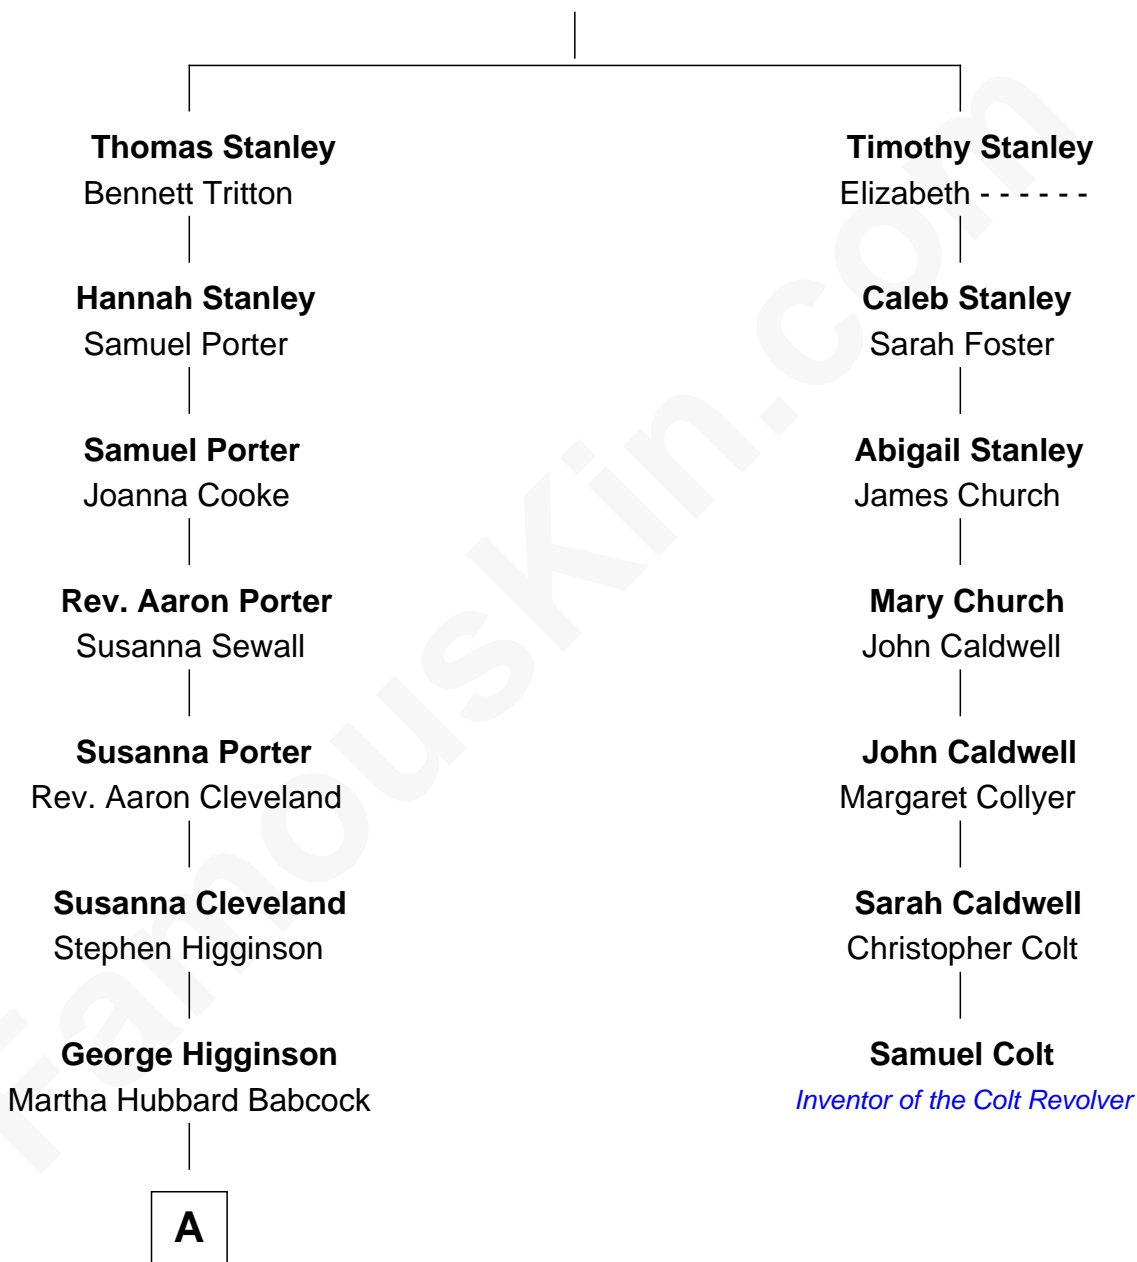 Thomas Stanley
Bennett Tritton
Timothy Stanley
Elizabeth - - - - - -
Hannah Stanley
Samuel Porter
Caleb Stanley
Sarah Foster
Samuel Porter
Joanna Cooke
Abigail Stanley
James Church
Rev. Aaron Porter
Susanna Sewall
Mary Church
John Caldwell
Susanna Porter
Rev. Aaron Cleveland
John Caldwell
Margaret Collyer
Susanna Cleveland
Stephen Higginson
Sarah Caldwell
Christopher Colt
George Higginson
Martha Hubbard Babcock
Samuel Colt
Inventor of the Colt Revolver
A
FamousKin.com